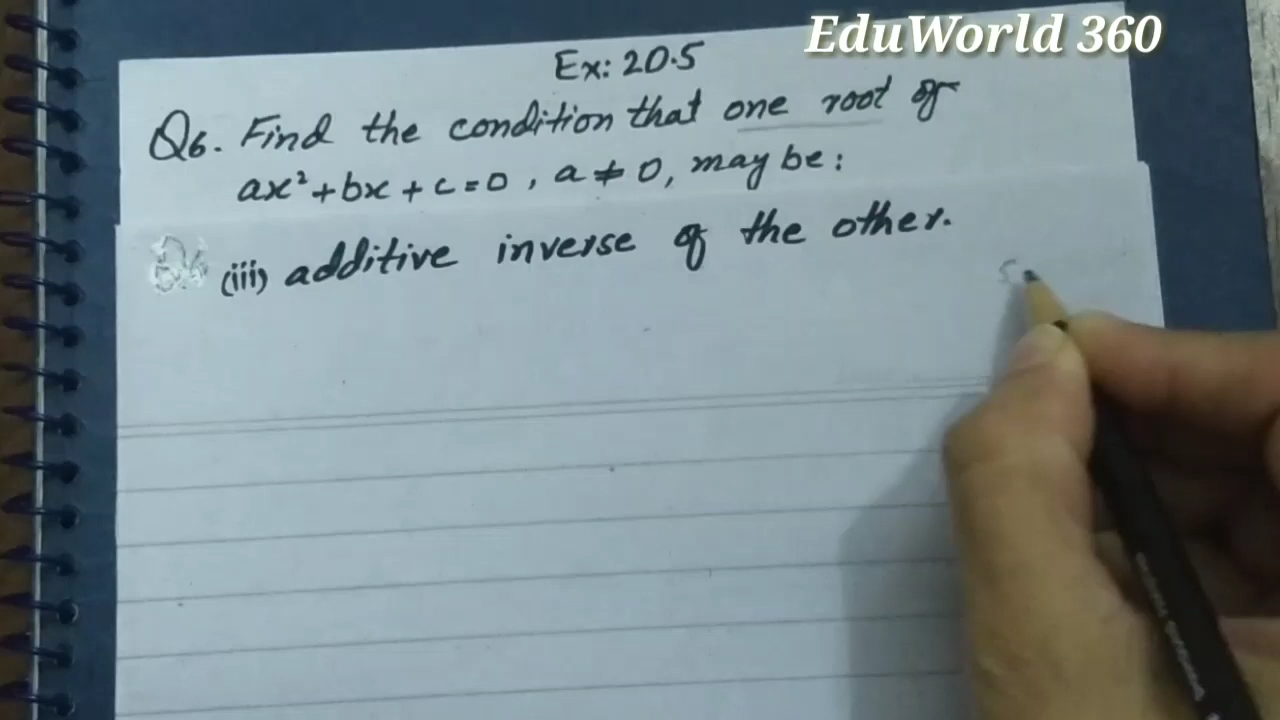 EduWorld 360
Ex: 20.5
Q6. Find the condition that one root of
ax²+bx+c=0, a≠0, may be:
(iii) additive inverse of the other.